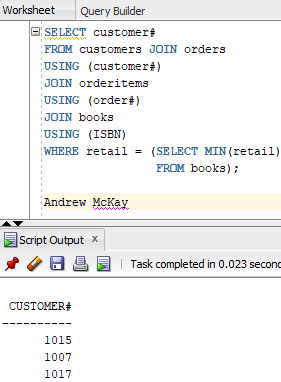 Worksheet Query Builder
SELECT customer#
FROM customers JOIN orders
USING (customer#)
JOIN orderitems
USING (order#)
JOIN books
USING (ISBN)
WHERE retail = (SELECT MIN(retail)
FROM books);
Andrew McKay
Script Output x
Task completed in 0.023 second
CUSTOMER#
----------
1015
1007
1017